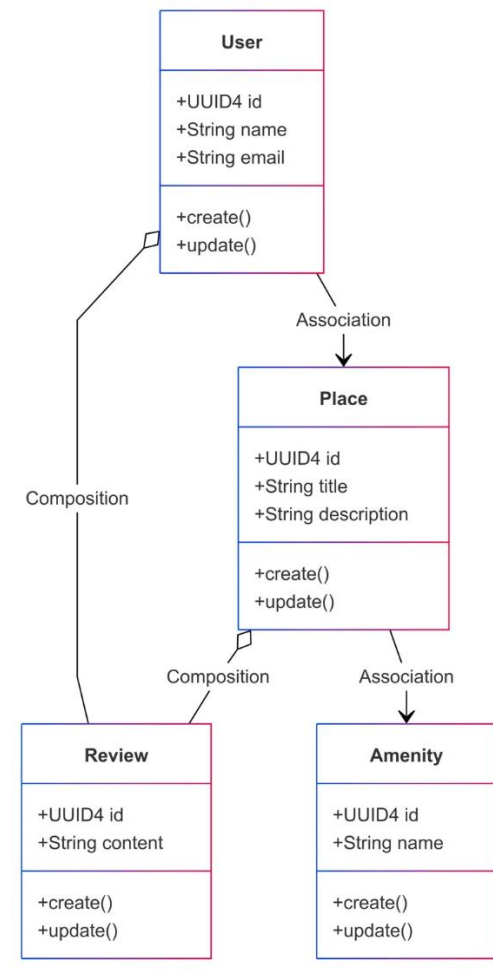 User
+UUID4 id
+String name
+String email
+create()
+update()
Association
Place
+UUID4 id
+String title
+String description
+create()
+update()
Composition
Composition
Association
Review
+UUID4 id
+String content
+create()
+update()
Amenity
+UUID4 id
+String name
+create()
+update()